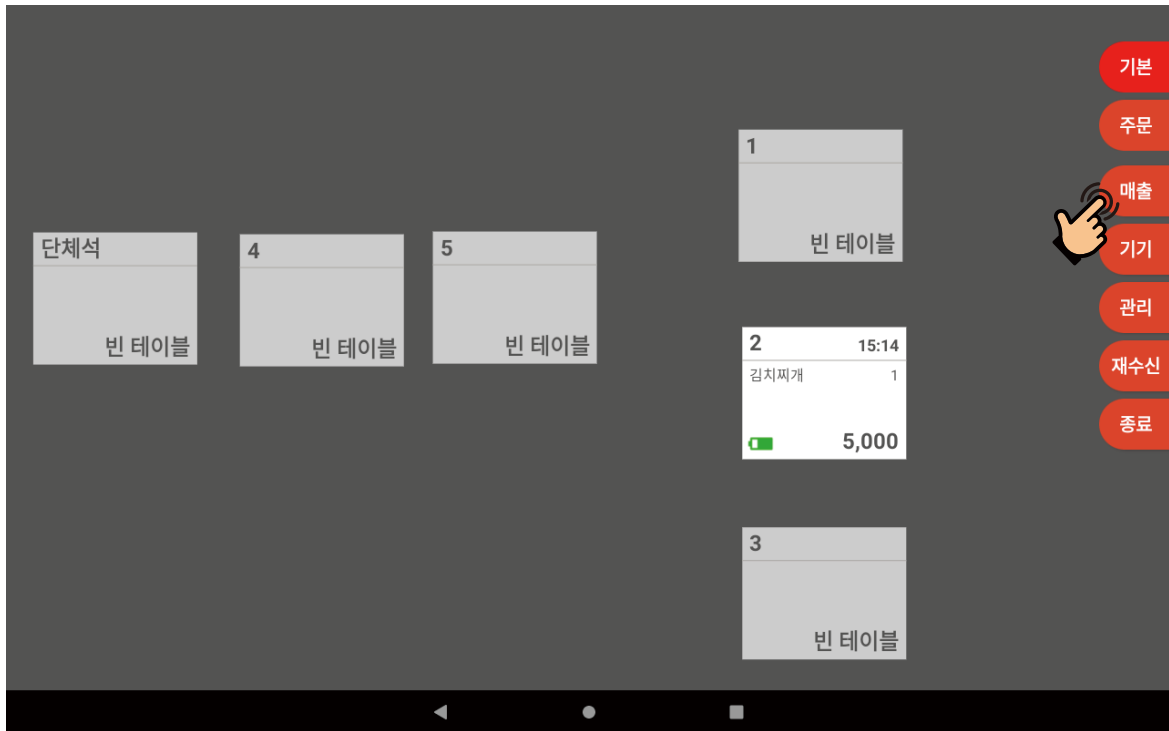 기본
주문
매출
기기
관리
재수신
종료
단체석
빈 테이블
4
빈 테이블
5
빈 테이블
1
빈 테이블
2 15:14
김치찌개 1
5,000
3
빈 테이블